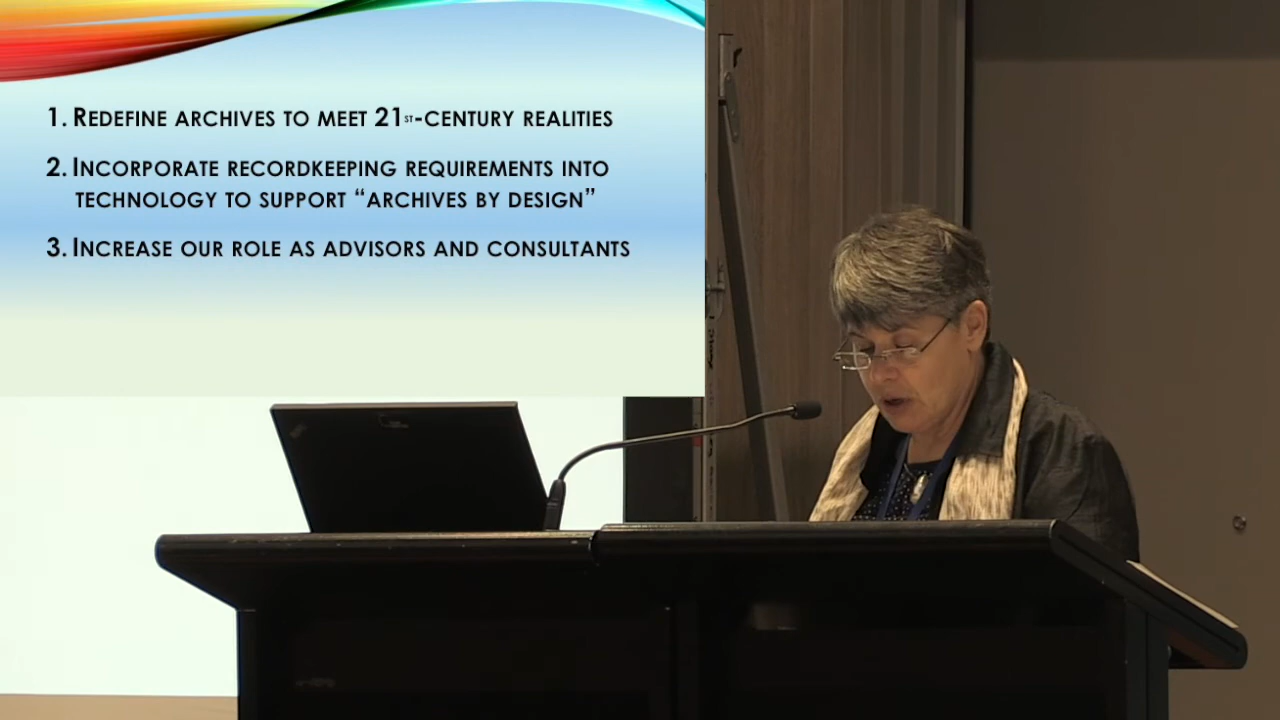 1. Redefine archives to meet 21st-century realities
2. Incorporate recordkeeping requirements into
technology to support “archives by design”
3. Increase our role as advisors and consultants